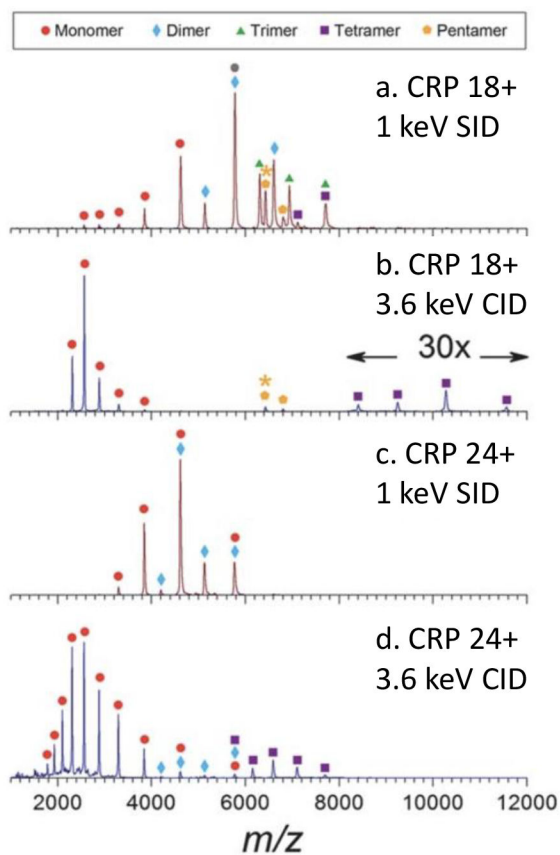 Monomer Dimer Trimer Tetramer Pentamer
a. CRP 18+
1 keV SID
b. CRP 18+
3.6 keV CID
30x
c. CRP 24+
1 keV SID
d. CRP 24+
3.6 keV CID
2000 4000 6000 8000 10000 12000
m/z